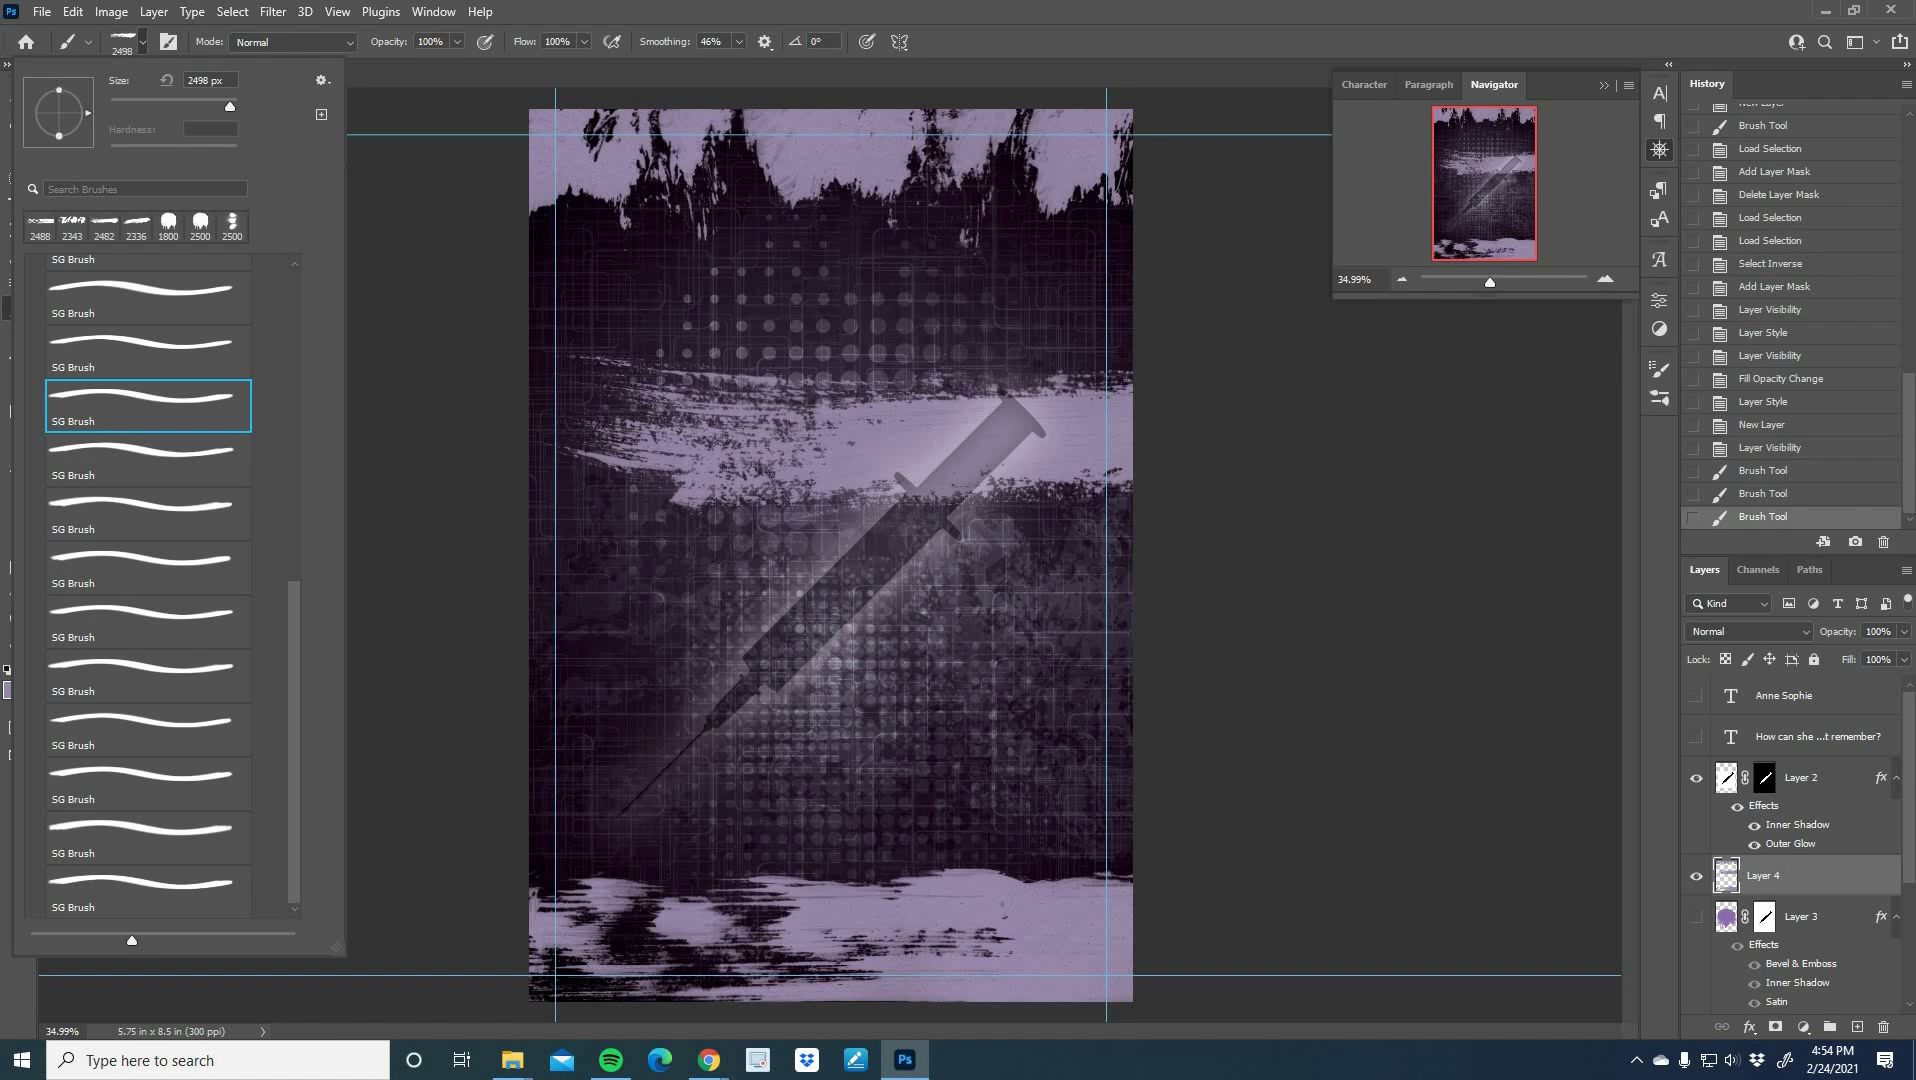 Ps File Edit Image Layer Type Select Filter 3D View Plugins Window Help
2498 Mode: Normal Opacity: 100% Flow: 100% Smoothing: 46% 0°
Size: 2498 px
Hardness:
Search Brushes
2488 2343 2482 2336 1800 2500 2500
SG Brush
SG Brush
SG Brush
SG Brush
SG Brush
SG Brush
SG Brush
SG Brush
SG Brush
SG Brush
SG Brush
SG Brush
SG Brush
Character Paragraph Navigator
34.99%
History
New Layer
Brush Tool
Load Selection
Add Layer Mask
Delete Layer Mask
Load Selection
Load Selection
Select Inverse
Add Layer Mask
Layer Visibility
Layer Style
Layer Visibility
Fill Opacity Change
Layer Style
New Layer
Layer Visibility
Brush Tool
Brush Tool
Brush Tool
Layers Channels Paths
Kind
Normal Opacity: 100%
Lock: Fill: 100%
T Anne Sophie
T How can she ...t remember?
Layer 2 fx
Effects
Inner Shadow
Outer Glow
Layer 4
Layer 3 fx
Effects
Bevel & Emboss
Inner Shadow
Satin
34.99% 5.75 in x 8.5 in (300 ppi)
Type here to search
Ps
4:54 PM
2/24/2021